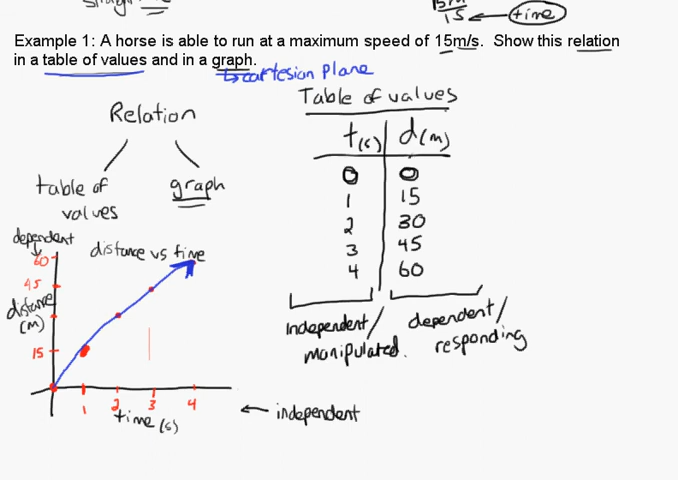 15
time
Example 1: A horse is able to run at a maximum speed of 15m/s. Show this relation
in a table of values and in a graph.
cartesian Plane
Relation
table of
values
graph
Table of values
t(s) d(m)
0 0
1 15
2 30
3 45
4 60
Independent/
manipulated.
dependent/
responding
dependent
distance vs time
60
45
distance
(m)
15
1 2 3 4
time (s)
independent